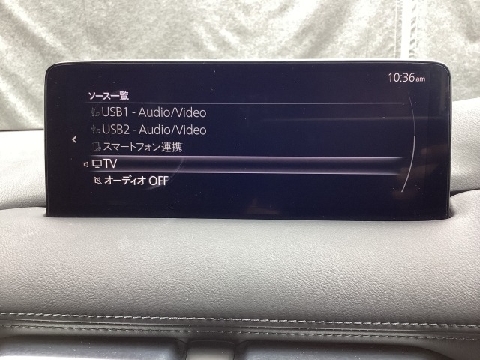 10:36am
ソース一覧
USB1 - Audio/Video
USB2 - Audio/Video
スマートフォン連携
TV
オーディオ OFF